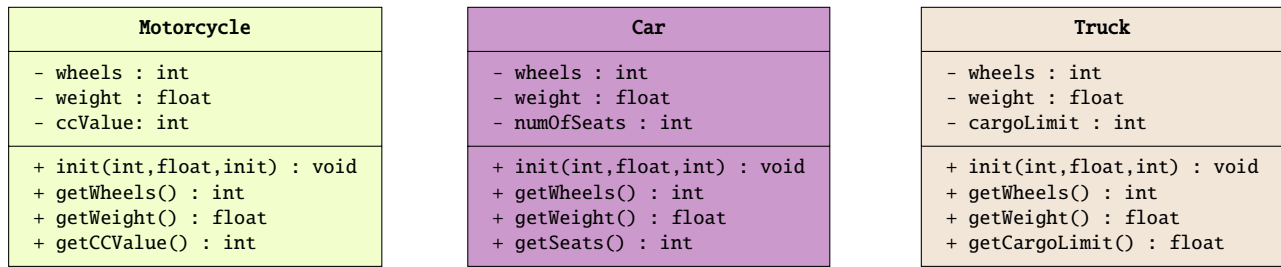 Motorcycle
- wheels : int
- weight : float
- ccValue: int
+ init(int,float,init) : void
+ getWheels() : int
+ getWeight() : float
+ getCCValue() : int
Car
- wheels : int
- weight : float
- numOfSeats : int
+ init(int,float,int) : void
+ getWheels() : int
+ getWeight() : float
+ getSeats() : int
Truck
- wheels : int
- weight : float
- cargoLimit : int
+ init(int,float,int) : void
+ getWheels() : int
+ getWeight() : float
+ getCargoLimit() : float